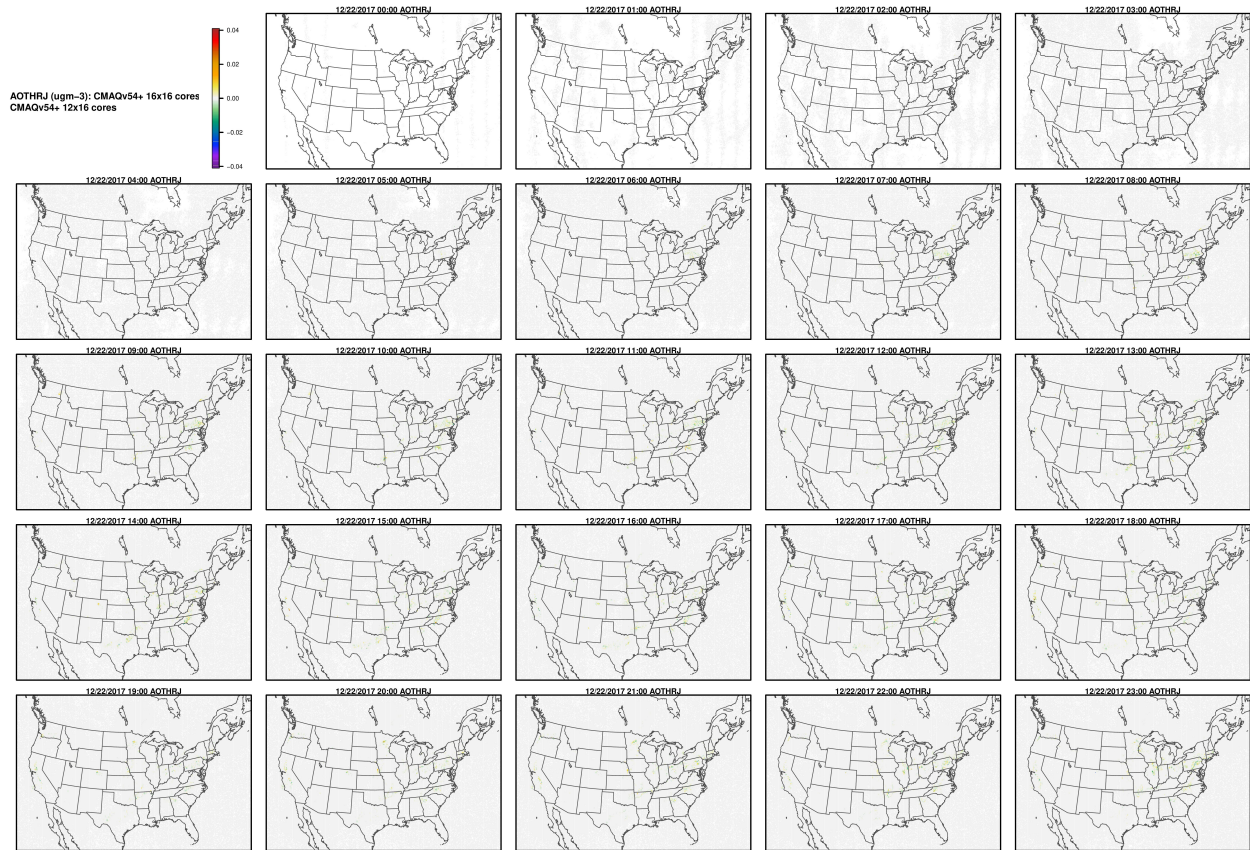 12/22/2017 00:00 AOTHRJ
12/22/2017 01:00 AOTHRJ
12/22/2017 02:00 AOTHRJ
12/22/2017 03:00 AOTHRJ
0.04
0.02
0.00
−0.02
−0.04
AOTHRJ (ugm−3): CMAQv54+ 16x16 cores
CMAQv54+ 12x16 cores
12/22/2017 04:00 AOTHRJ
12/22/2017 05:00 AOTHRJ
12/22/2017 06:00 AOTHRJ
12/22/2017 07:00 AOTHRJ
12/22/2017 08:00 AOTHRJ
12/22/2017 09:00 AOTHRJ
12/22/2017 10:00 AOTHRJ
12/22/2017 11:00 AOTHRJ
12/22/2017 12:00 AOTHRJ
12/22/2017 13:00 AOTHRJ
12/22/2017 14:00 AOTHRJ
12/22/2017 15:00 AOTHRJ
12/22/2017 16:00 AOTHRJ
12/22/2017 17:00 AOTHRJ
12/22/2017 18:00 AOTHRJ
12/22/2017 19:00 AOTHRJ
12/22/2017 20:00 AOTHRJ
12/22/2017 21:00 AOTHRJ
12/22/2017 22:00 AOTHRJ
12/22/2017 23:00 AOTHRJ